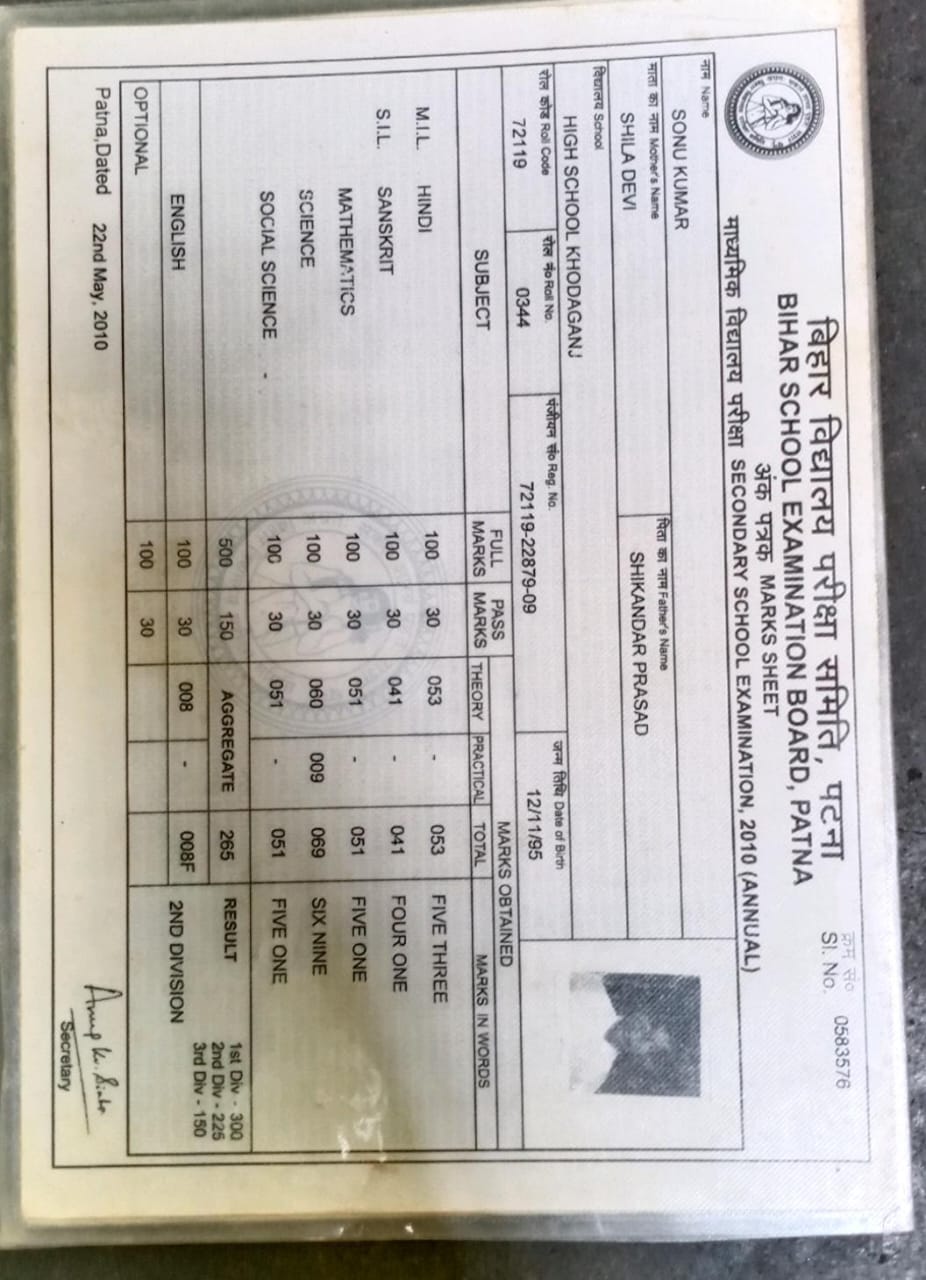 बिहार विद्यालय परीक्षा समिति, पटना
क्रम सं०
BIHAR SCHOOL EXAMINATION BOARD, PATNA
Sl. No. 0583576
अंक पत्रक MARKS SHEET
माध्यमिक विद्यालय परीक्षा SECONDARY SCHOOL EXAMINATION, 2010 (ANNUAL)
नाम Name
SONU KUMAR
माता का नाम Mother's Name पिता का नाम Father's Name
SHILA DEVI SHIKANDAR PRASAD
विद्यालय School
HIGH SCHOOL KHODAGANJ
रोल कोड Roll Code रोल नं० Roll No. पंजीयन सं० Reg. No. जन्म तिथि Date of Birth
72119 0344 72119-22879-09 12/11/95
SUBJECT FULL MARKS PASS MARKS MARKS OBTAINED
THEORY PRACTICAL TOTAL MARKS IN WORDS
M.I.L. HINDI 100 30 053 - 053 FIVE THREE
S.I.L. SANSKRIT 100 30 041 - 041 FOUR ONE
MATHEMATICS 100 30 051 - 051 FIVE ONE
SCIENCE 100 30 060 009 069 SIX NINE
SOCIAL SCIENCE - 100 30 051 - 051 FIVE ONE
500 150 AGGREGATE 265 RESULT 1st Div - 300
2nd Div - 225
3rd Div - 150
ENGLISH 100 30 008 - 008F 2ND DIVISION
OPTIONAL 100 30
Patna,Dated 22nd May, 2010
Secretary